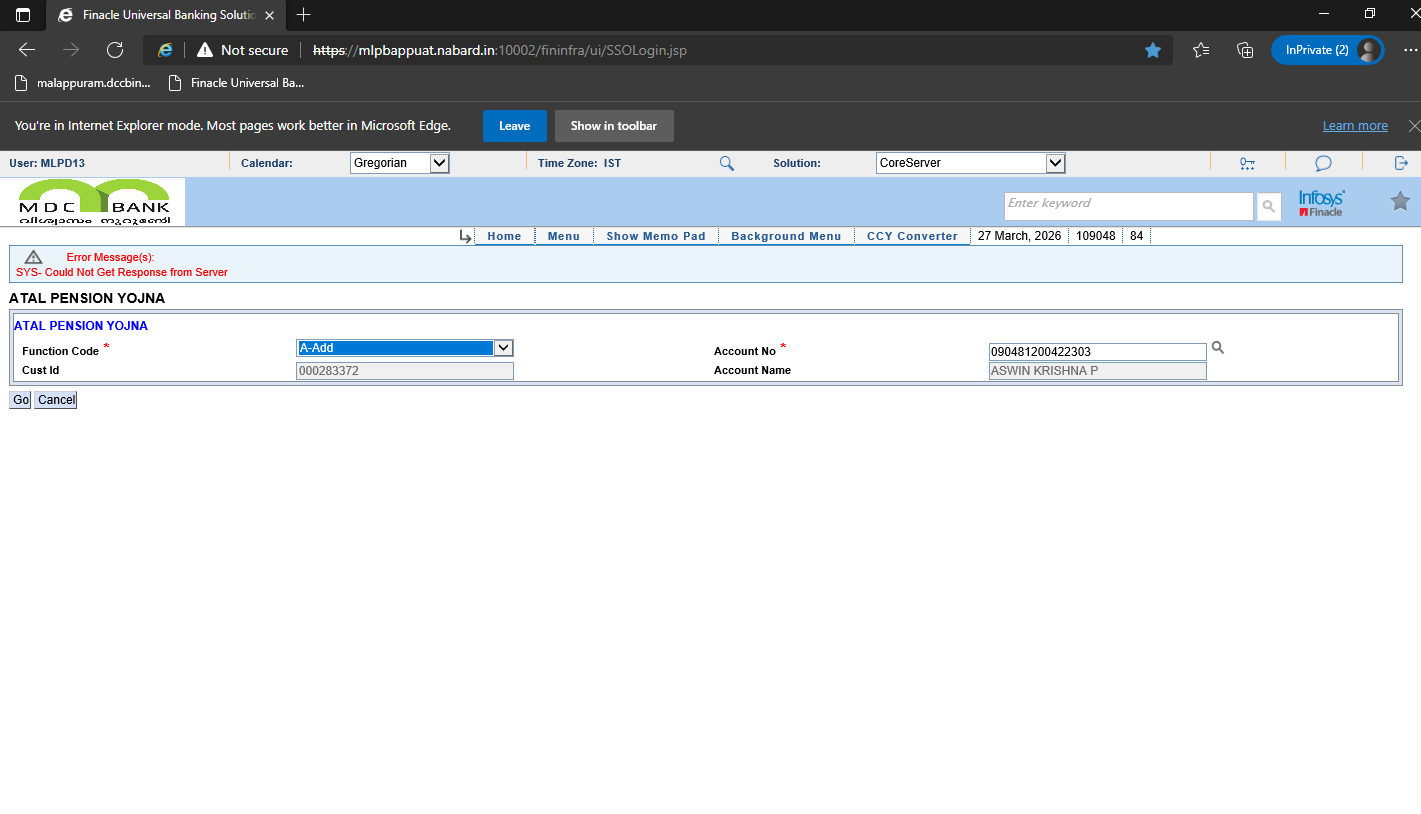 Finacle Universal Banking Solutio
Not secure https://mlpbappuat.nabard.in:10002/fininfra/ui/SSOLogin.jsp InPrivate (2)
malappuram.dccbin... Finacle Universal Ba...
You're in Internet Explorer mode. Most pages work better in Microsoft Edge. Leave Show in toolbar Learn more
User: MLPD13 Calendar: Gregorian Time Zone: IST Solution: CoreServer
MDC BANK
വിശ്വാസം നൂറുമേനി
Enter keyword Infosys Finacle
Home Menu Show Memo Pad Background Menu CCY Converter 27 March, 2026 109048 84
Error Message(s):
SYS- Could Not Get Response from Server
ATAL PENSION YOJNA
ATAL PENSION YOJNA
Function Code * A-Add Account No * 090481200422303
Cust Id 000283372 Account Name ASWIN KRISHNA P
Go Cancel